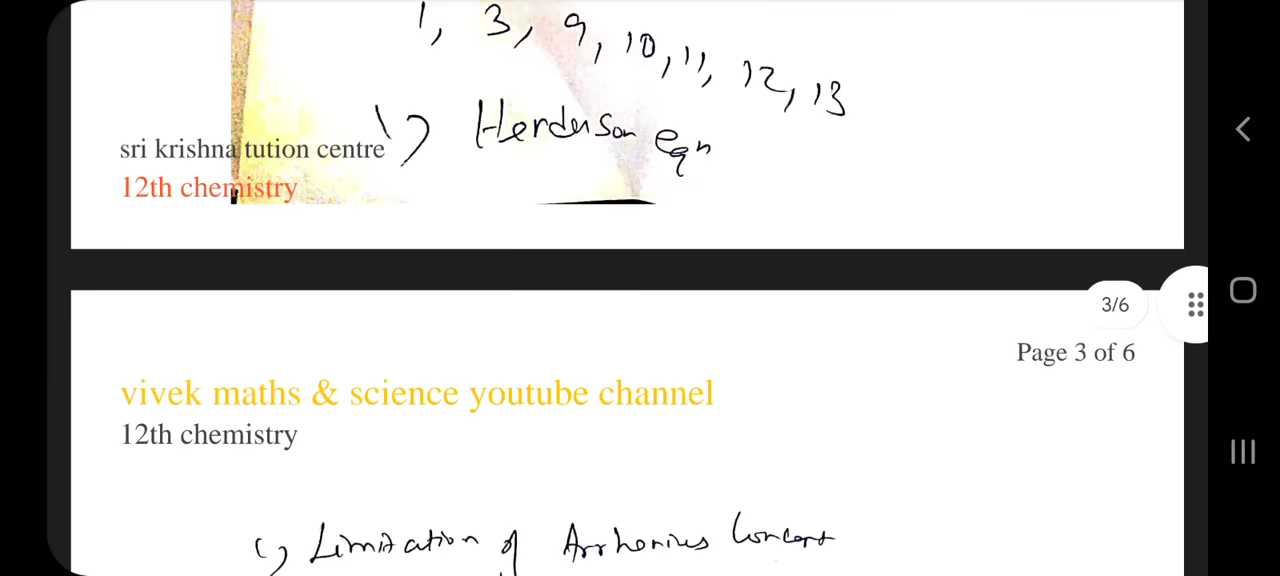 1, 3, 9, 10, 11, 12, 13
1) Henderson eqn
sri krishna tution centre
12th chemistry
3/6
Page 3 of 6
vivek maths & science youtube channel
12th chemistry
1) Limitation of Arrhenius Concept